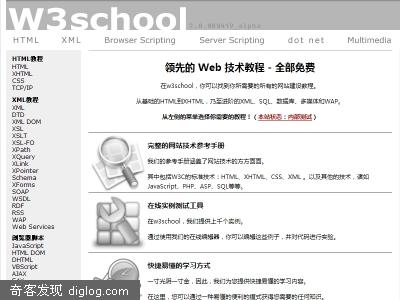 W3school 2.0.060419 alpha
HTML XML Browser Scripting Server Scripting dot net Multimedia
HTML教程
HTML
XHTML
CSS
TCP/IP
XML教程
XML
DTD
XML DOM
XSL
XSLT
XSL-FO
XPath
XQuery
XLink
XPointer
Schema
XForms
SOAP
WSDL
RDF
RSS
WAP
Web Services
浏览器脚本
JavaScript
HTML DOM
DHTML
VBScript
AJAX
领先的 Web 技术教程 - 全部免费
在w3school，你可以找到你所需要的所有的网站建设教程。
从基础的HTML到XHTML，乃至进阶的XML、SQL、数据库、多媒体和WAP。
从左侧的菜单选择你需要的教程！（本站状态：内部测试）
完整的网站技术参考手册
我们的参考手册涵盖了网站技术的方方面面。
其中包括W3C的标准技术：HTML、XHTML、CSS、XML 。以及其他的技术，诸如
JavaScript、PHP、ASP、SQL等等。
在线实例测试工具
在w3school，我们提供上千个实例。
通过使用我们的在线编辑器，你可以编辑这些例子，并对代码进行实验。
快捷易懂的学习方式
一寸光阴一寸金，因此，我们为您提供快捷易懂的学习内容。
在这里，您可以通过一种易懂的便利的模式获得您需要的任何知识。
奇客发现 diglog.com